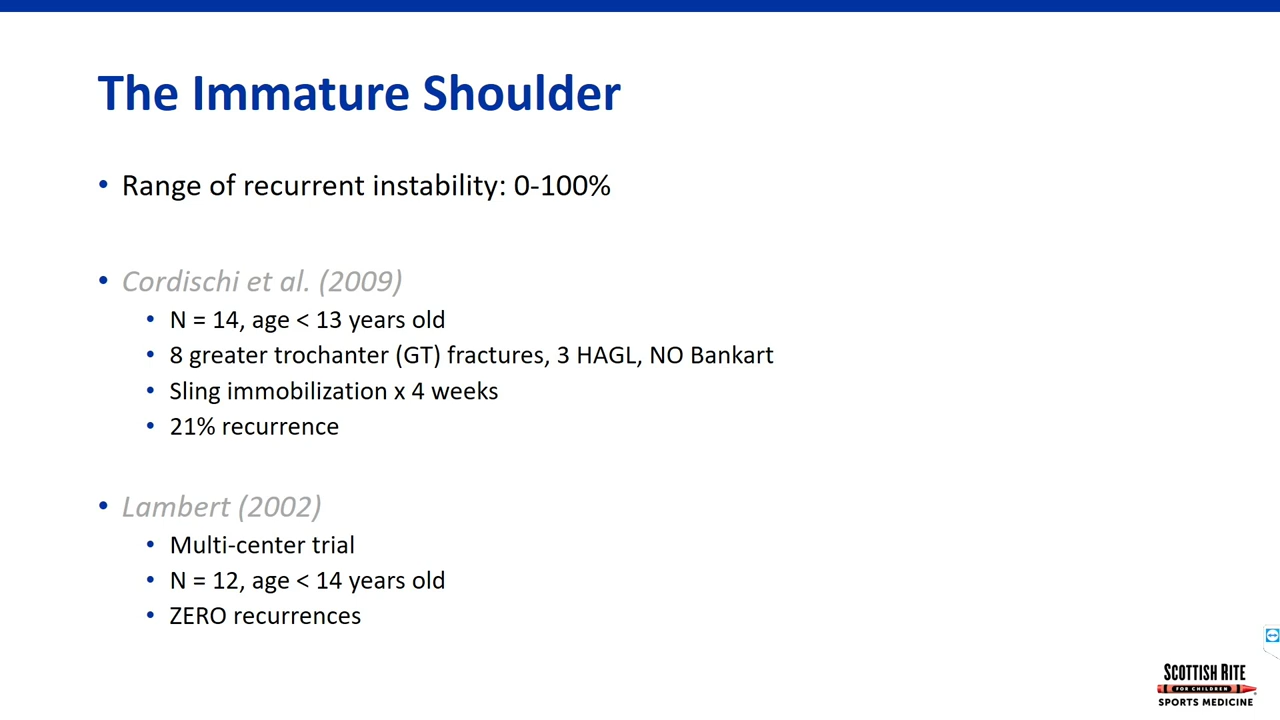 The Immature Shoulder
• Range of recurrent instability: 0-100%
• Cordischi et al. (2009)
• N = 14, age < 13 years old
• 8 greater trochanter (GT) fractures, 3 HAGL, NO Bankart
• Sling immobilization x 4 weeks
• 21% recurrence
• Lambert (2002)
• Multi-center trial
• N = 12, age < 14 years old
• ZERO recurrences
SCOTTISH RITE
FOR CHILDREN
SPORTS MEDICINE